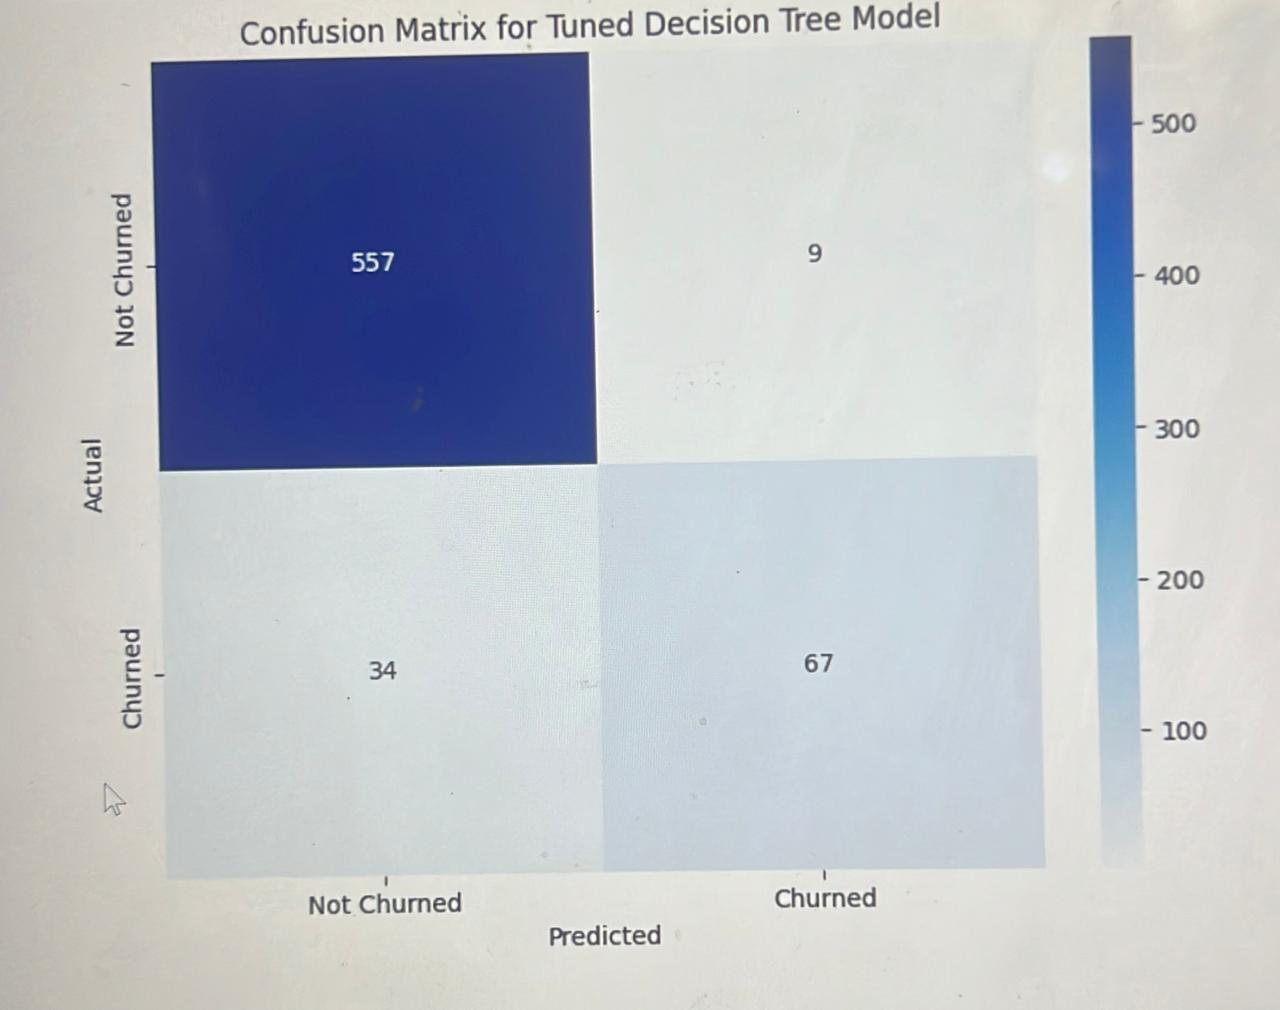 Confusion Matrix for Tuned Decision Tree Model
Not Churned
557
9
Actual
Churned
34
67
Not Churned
Churned
Predicted
500
400
300
200
100